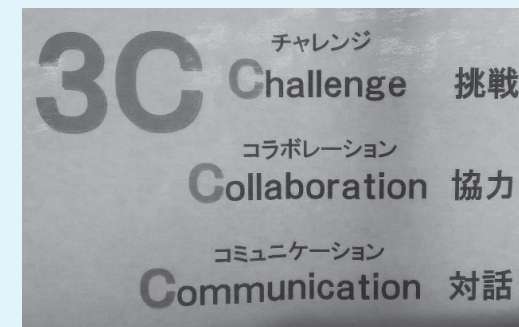 3C
チャレンジ
Challenge 挑戦
コラボレーション
Collaboration 協力
コミュニケーション
Communication 対話